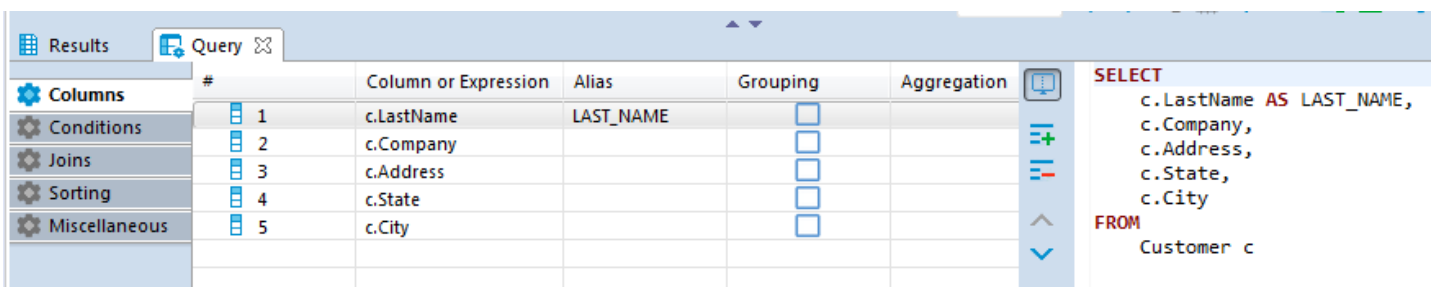 Results Query
# Column or Expression Alias Grouping Aggregation
Columns
Conditions
Joins
Sorting
Miscellaneous
1 c.LastName LAST_NAME
2 c.Company
3 c.Address
4 c.State
5 c.City
SELECT
c.LastName AS LAST_NAME,
c.Company,
c.Address,
c.State,
c.City
FROM
Customer c